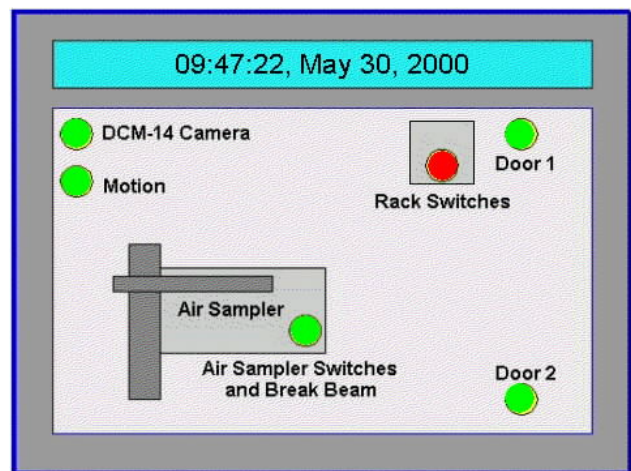 09:47:22, May 30, 2000
DCM-14 Camera
Motion
Door 1
Rack Switches
Air Sampler
Air Sampler Switches
and Break Beam
Door 2